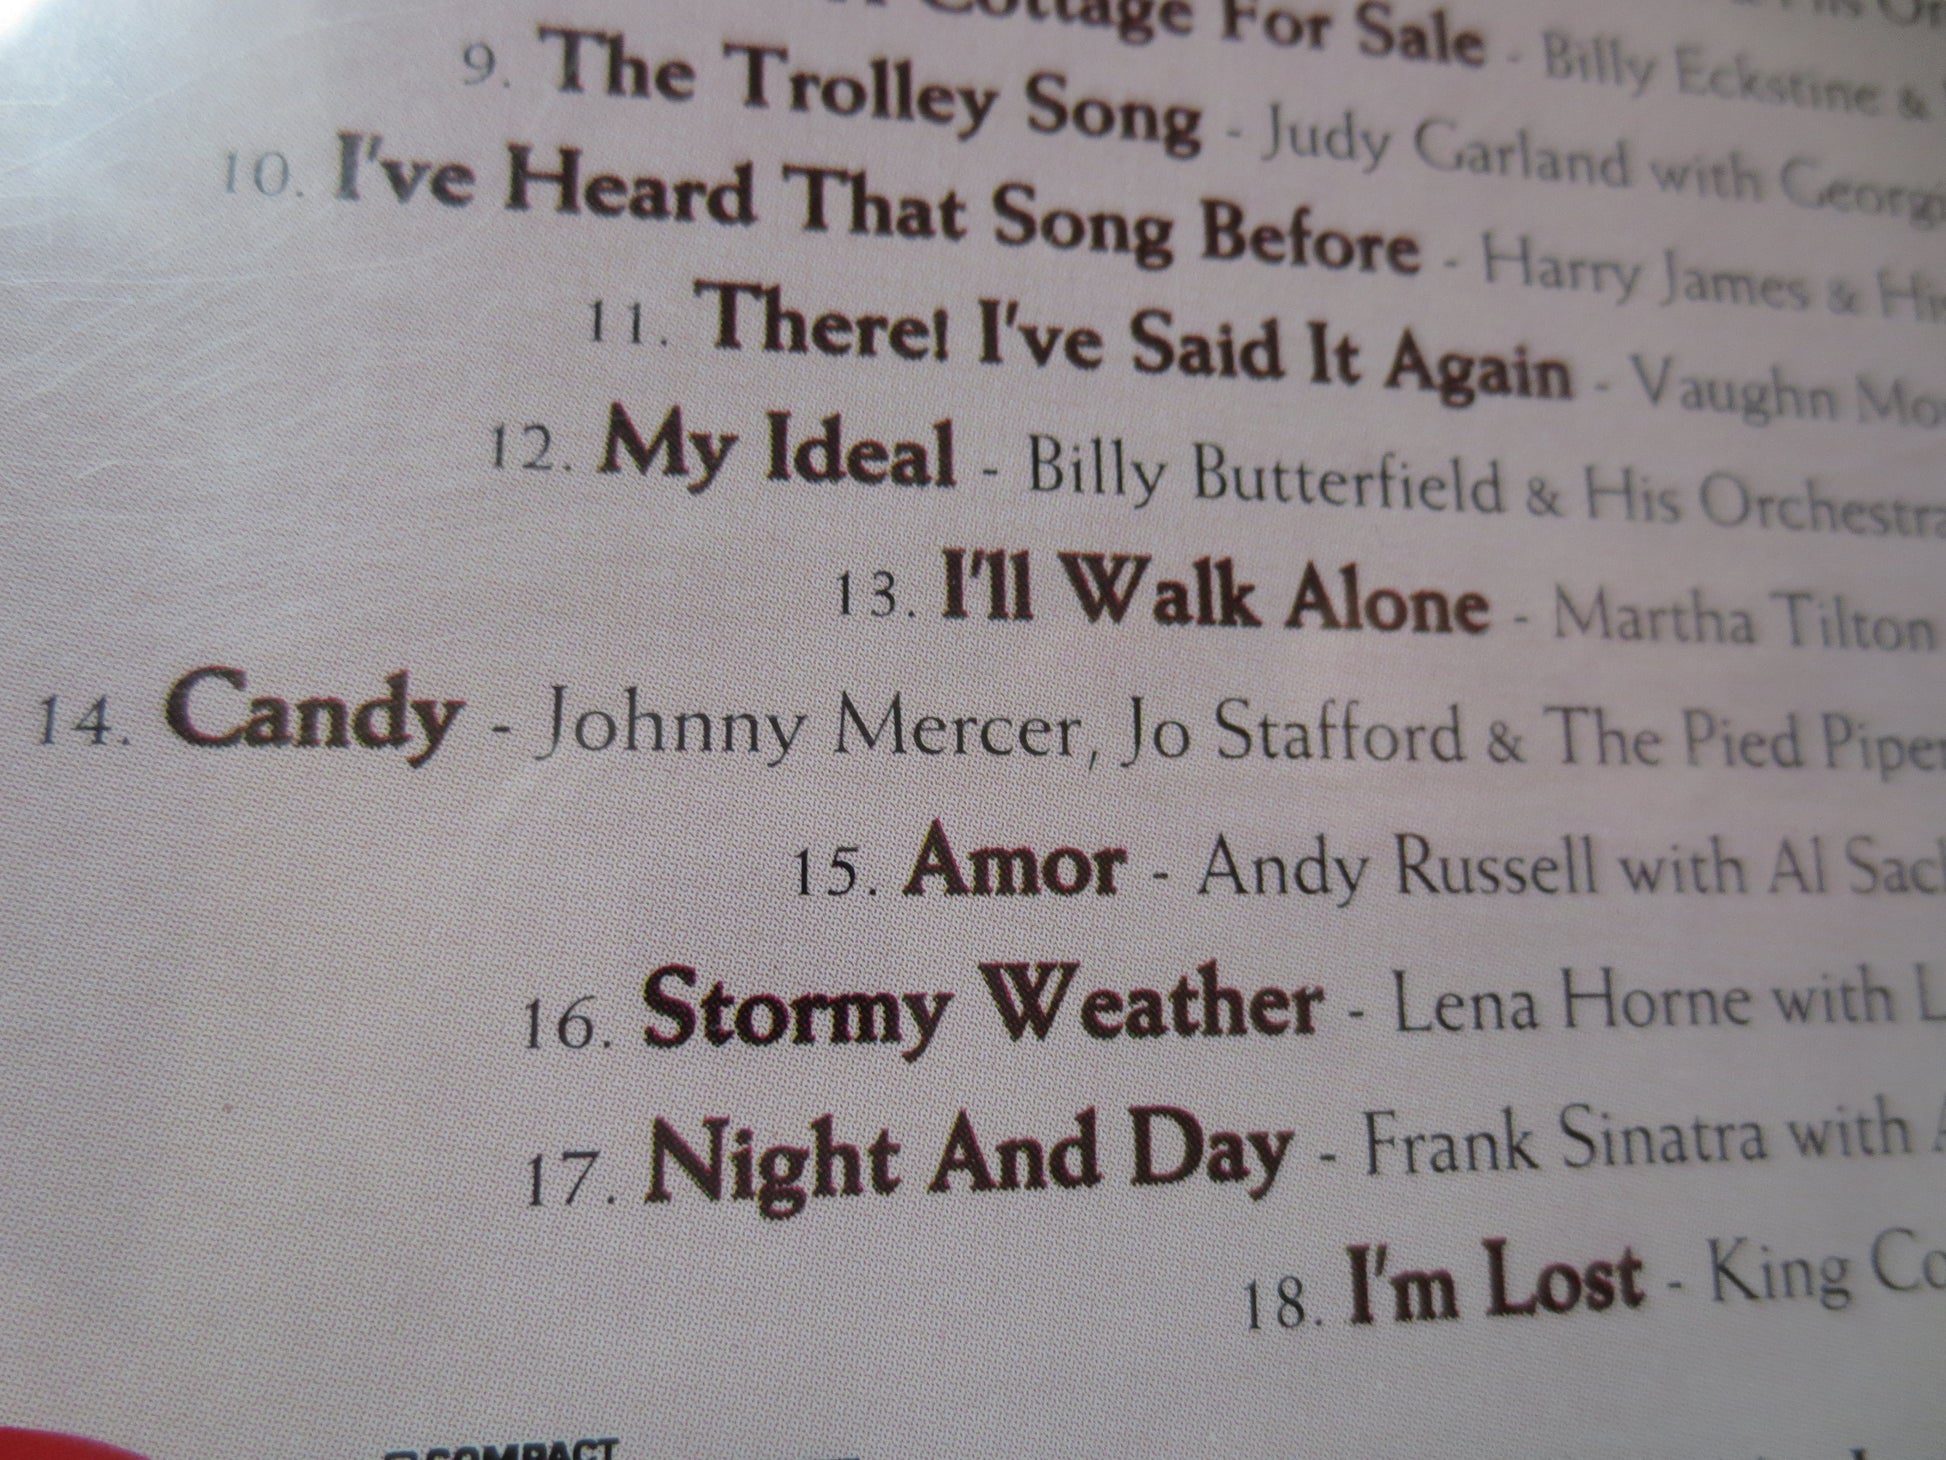 Cottage For Sale - Billy Eckstine &
9. The Trolley Song - Judy Garland with
10. I've Heard That Song Before - Harry James &
11. There! I've Said It Again - Vaughn
12. My Ideal - Billy Butterfield & His Orchestra
13. I'll Walk Alone - Martha Tilton
14. Candy - Johnny Mercer, Jo Stafford & The Pied
15. Amor - Andy Russell with Al
16. Stormy Weather - Lena Horne with
17. Night And Day - Frank Sinatra with
18. I'm Lost - King
COMPACT